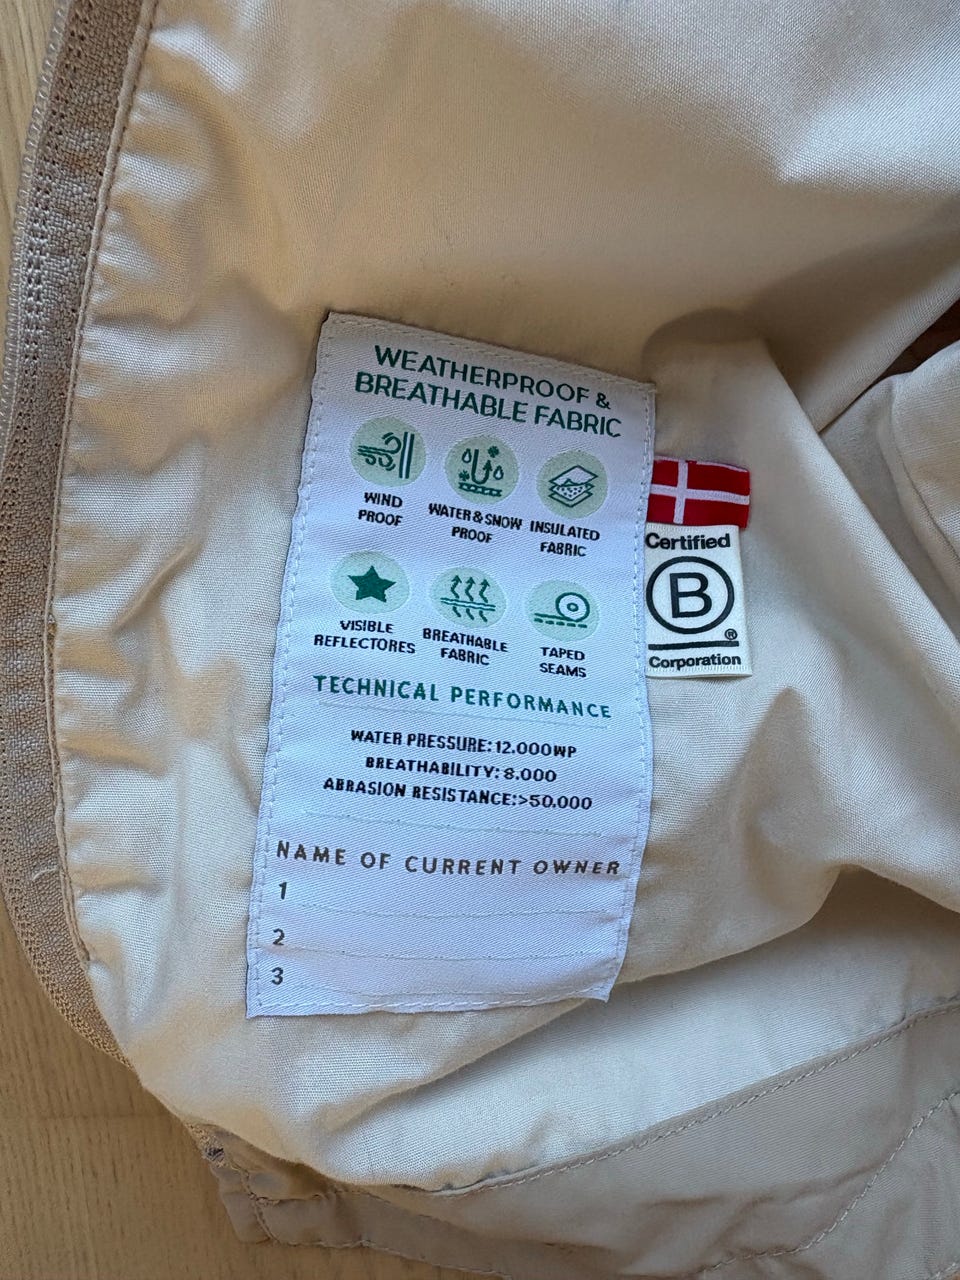 WEATHERPROOF &
BREATHABLE FABRIC
WIND
PROOF
WATER & SNOW
PROOF
INSULATED
FABRIC
VISIBLE
REFLECTORES
BREATHABLE
FABRIC
TAPED
SEAMS
TECHNICAL PERFORMANCE
WATER PRESSURE: 12.000WP
BREATHABILITY: 8.000
ABRASION RESISTANCE:>50.000
NAME OF CURRENT OWNER
1
2
3
Certified
B
®
Corporation